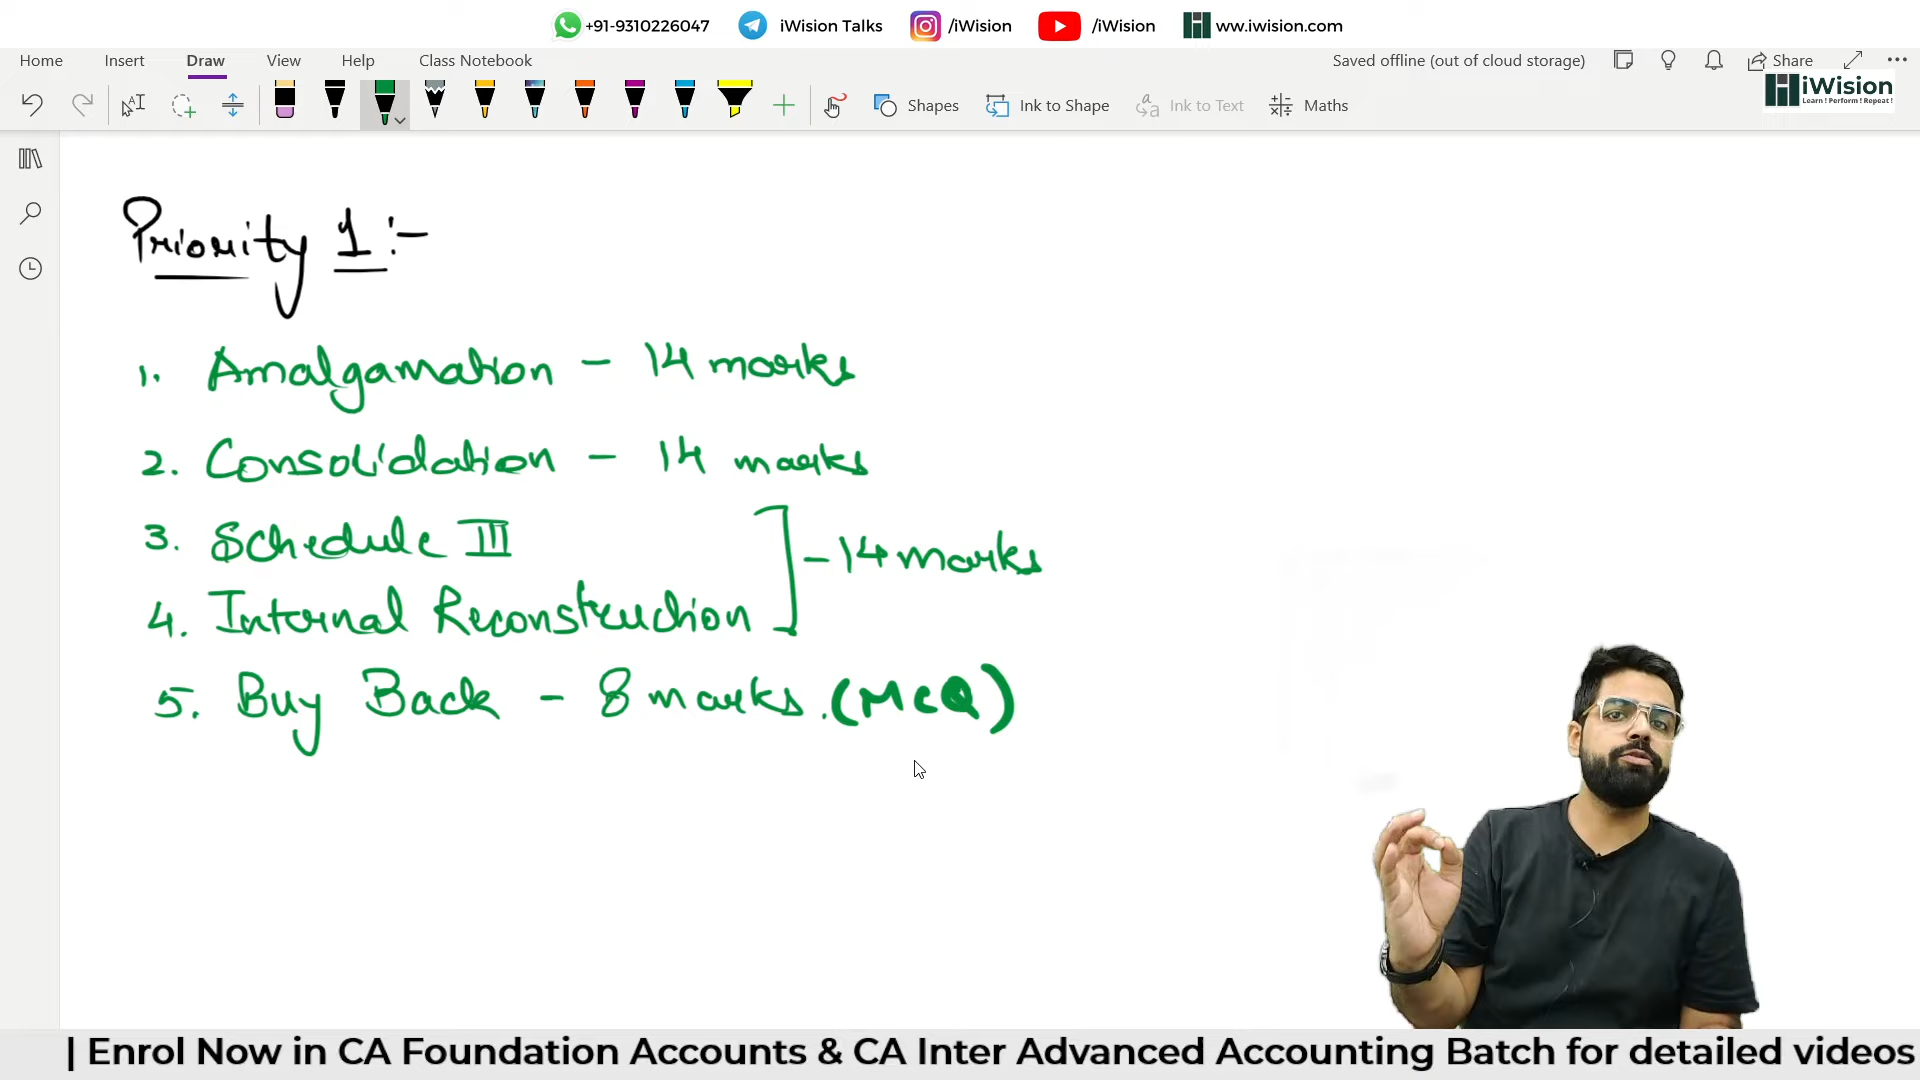 +91-9310226047 iWision Talks /iWision /iWision ww.iwision.com
Home Insert Draw View Help Class Notebook Saved offline (out of cloud storage) Share
Shapes Ink to Shape Ink to Text Maths
iWision
Learn ! Perform ! Repeat !
Priority 1 :-
1. Amalgamation - 14 marks
2. Consolidation - 14 marks
3. Schedule III
- 14 marks
4. Internal Reconstruction
5. Buy Back - 8 marks. (MCQ)
| Enrol Now in CA Foundation Accounts & CA Inter Advanced Accounting Batch for detailed videos